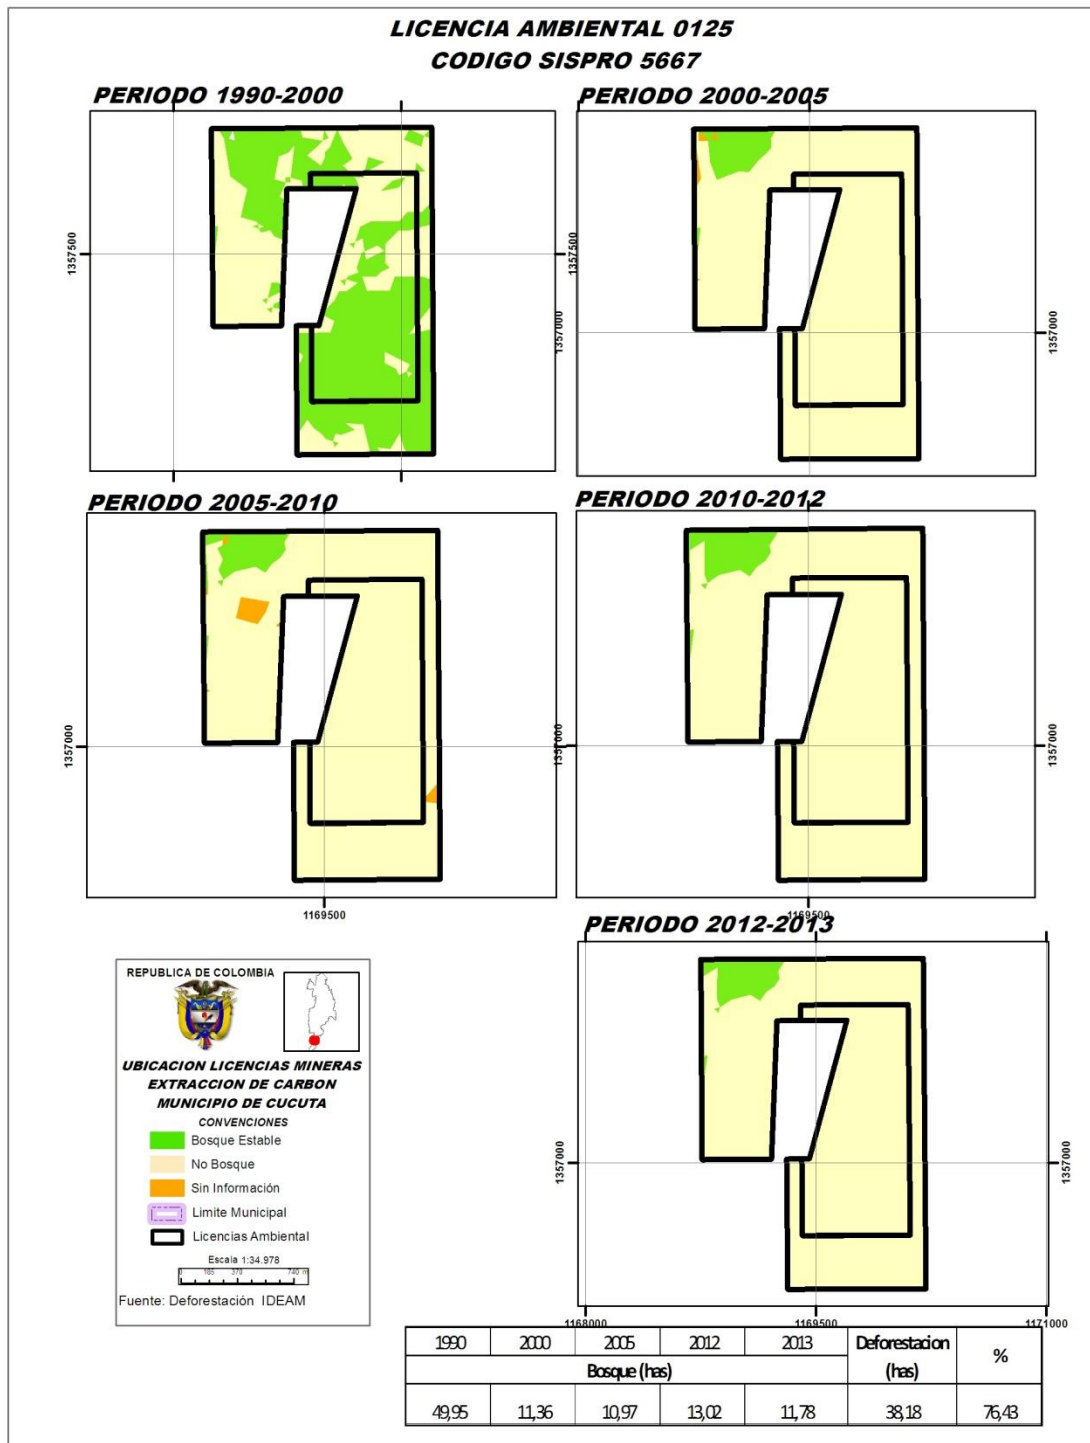 LICENCIA AMBIENTAL 0125
CODIGO SISPRO 5667
PERIODO 1990-2000
PERIODO 2000-2005
1357500
1357500
1357000
1357000
PERIODO 2005-2010
PERIODO 2010-2012
1357000
1357000
1357000
1169500
1169500
PERIODO 2012-2013
1357000
1357000
1168000
1169500
1171000
REPUBLICA DE COLOMBIA
UBICACION LICENCIAS MINERAS
EXTRACCION DE CARBON
MUNICIPIO DE CUCUTA
CONVENCIONES
Bosque Estable
No Bosque
Sin Información
Limite Municipal
Licencias Ambiental
Escala 1:34.978
0 185 370 740 m
Fuente: Deforestación IDEAM
1990 2000 2005 2012 2013 Deforestacion (has) %
Bosque (has)
49,95 11,36 10,97 13,02 11,78 38,18 76,43